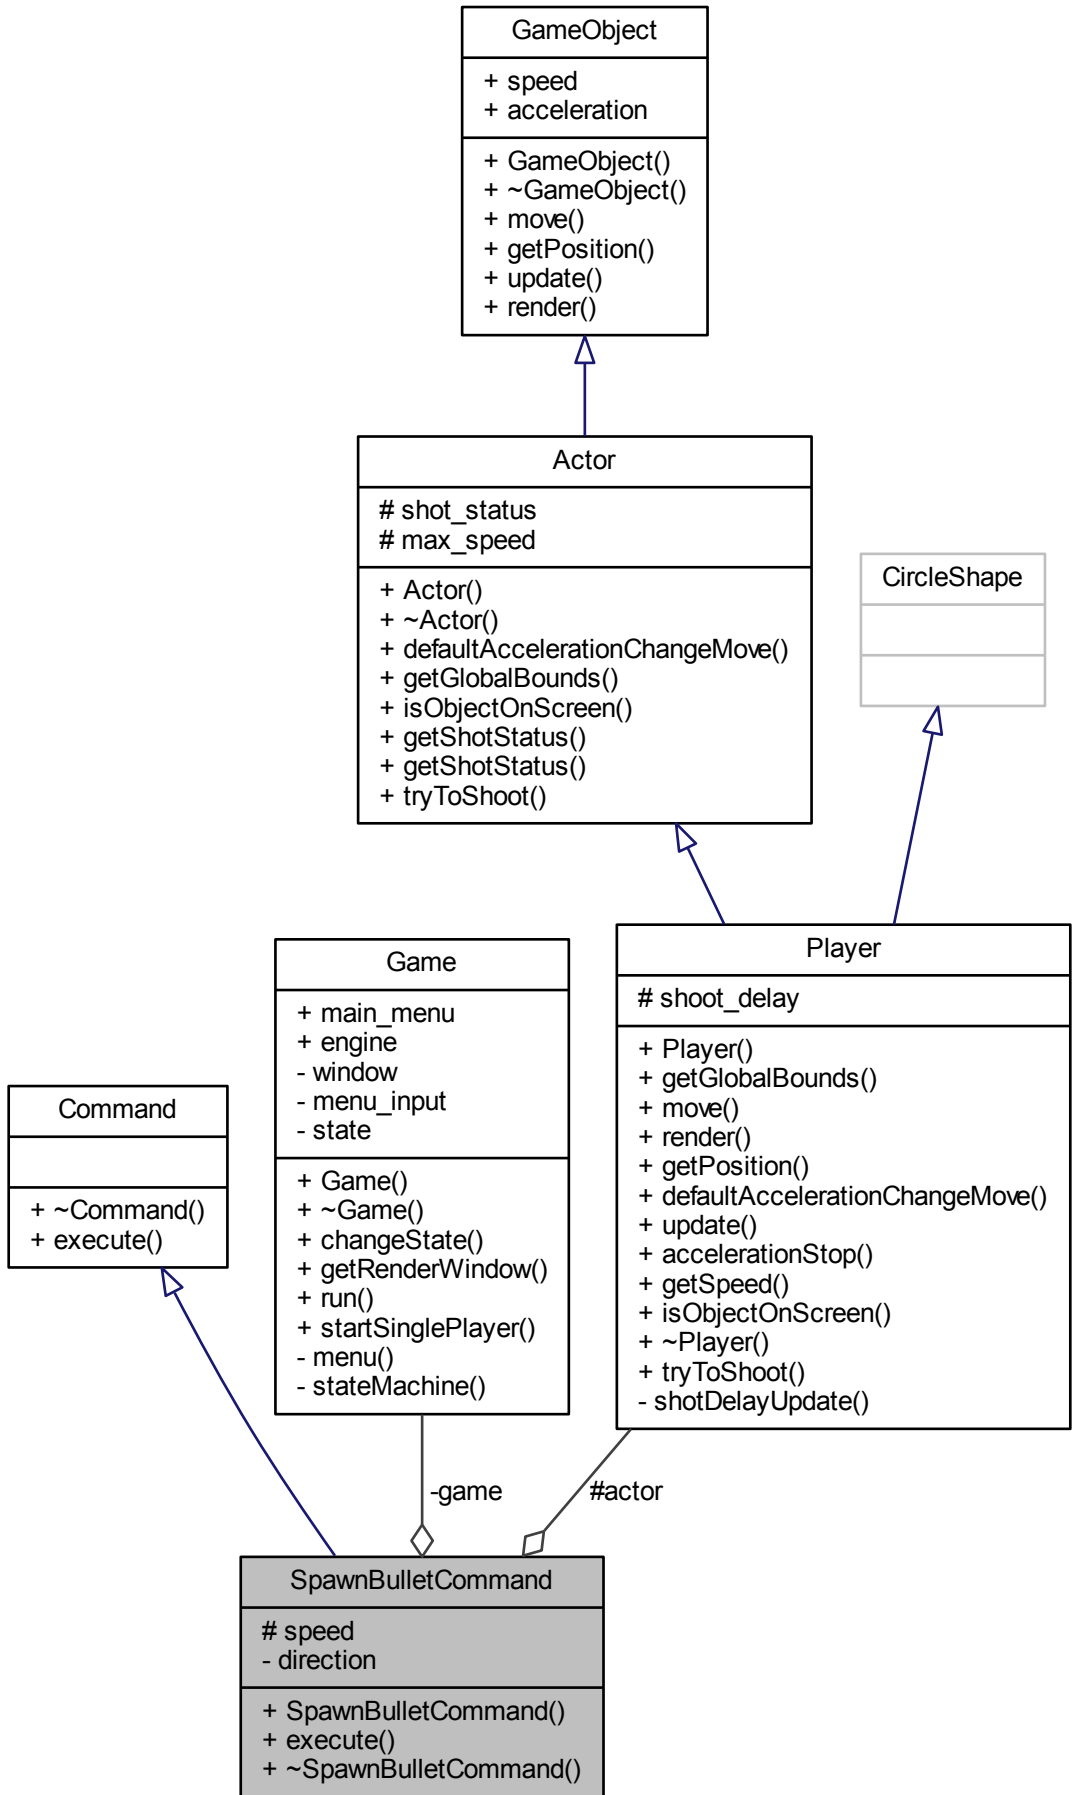 GameObject
+ speed
+ acceleration
+ GameObject()
+ ~GameObject()
+ move()
+ getPosition()
+ update()
+ render()
Actor
# shot_status
# max_speed
+ Actor()
+ ~Actor()
+ defaultAccelerationChangeMove()
+ getGlobalBounds()
+ isObjectOnScreen()
+ getShotStatus()
+ getShotStatus()
+ tryToShoot()
CircleShape
Player
# shoot_delay
+ Player()
+ getGlobalBounds()
+ move()
+ render()
+ getPosition()
+ defaultAccelerationChangeMove()
+ update()
+ accelerationStop()
+ getSpeed()
+ isObjectOnScreen()
+ ~Player()
+ tryToShoot()
- shotDelayUpdate()
Game
+ main_menu
+ engine
- window
- menu_input
- state
+ Game()
+ ~Game()
+ changeState()
+ getRenderWindow()
+ run()
+ startSinglePlayer()
- menu()
- stateMachine()
Command
+ ~Command()
+ execute()
-game
#actor
SpawnBulletCommand
# speed
- direction
+ SpawnBulletCommand()
+ execute()
+ ~SpawnBulletCommand()